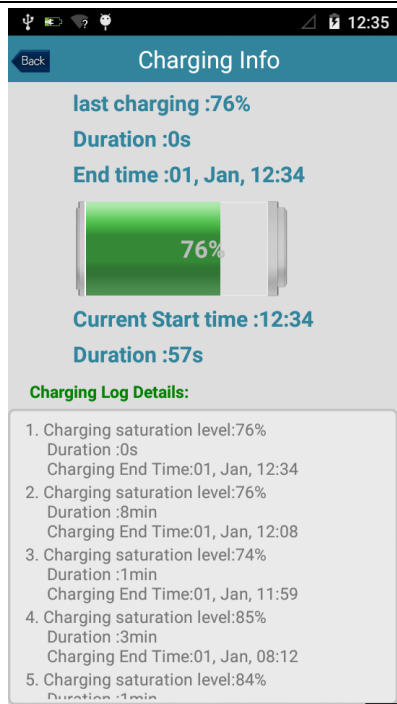 12:35
Back
Charging Info
last charging :76%
Duration :0s
End time :01, Jan, 12:34
76%
Current Start time :12:34
Duration :57s
Charging Log Details:
1. Charging saturation level:76%
Duration :0s
Charging End Time:01, Jan, 12:34
2. Charging saturation level:76%
Duration :8min
Charging End Time:01, Jan, 12:08
3. Charging saturation level:74%
Duration :1min
Charging End Time:01, Jan, 11:59
4. Charging saturation level:85%
Duration :3min
Charging End Time:01, Jan, 08:12
5. Charging saturation level:84%
Duration :1min